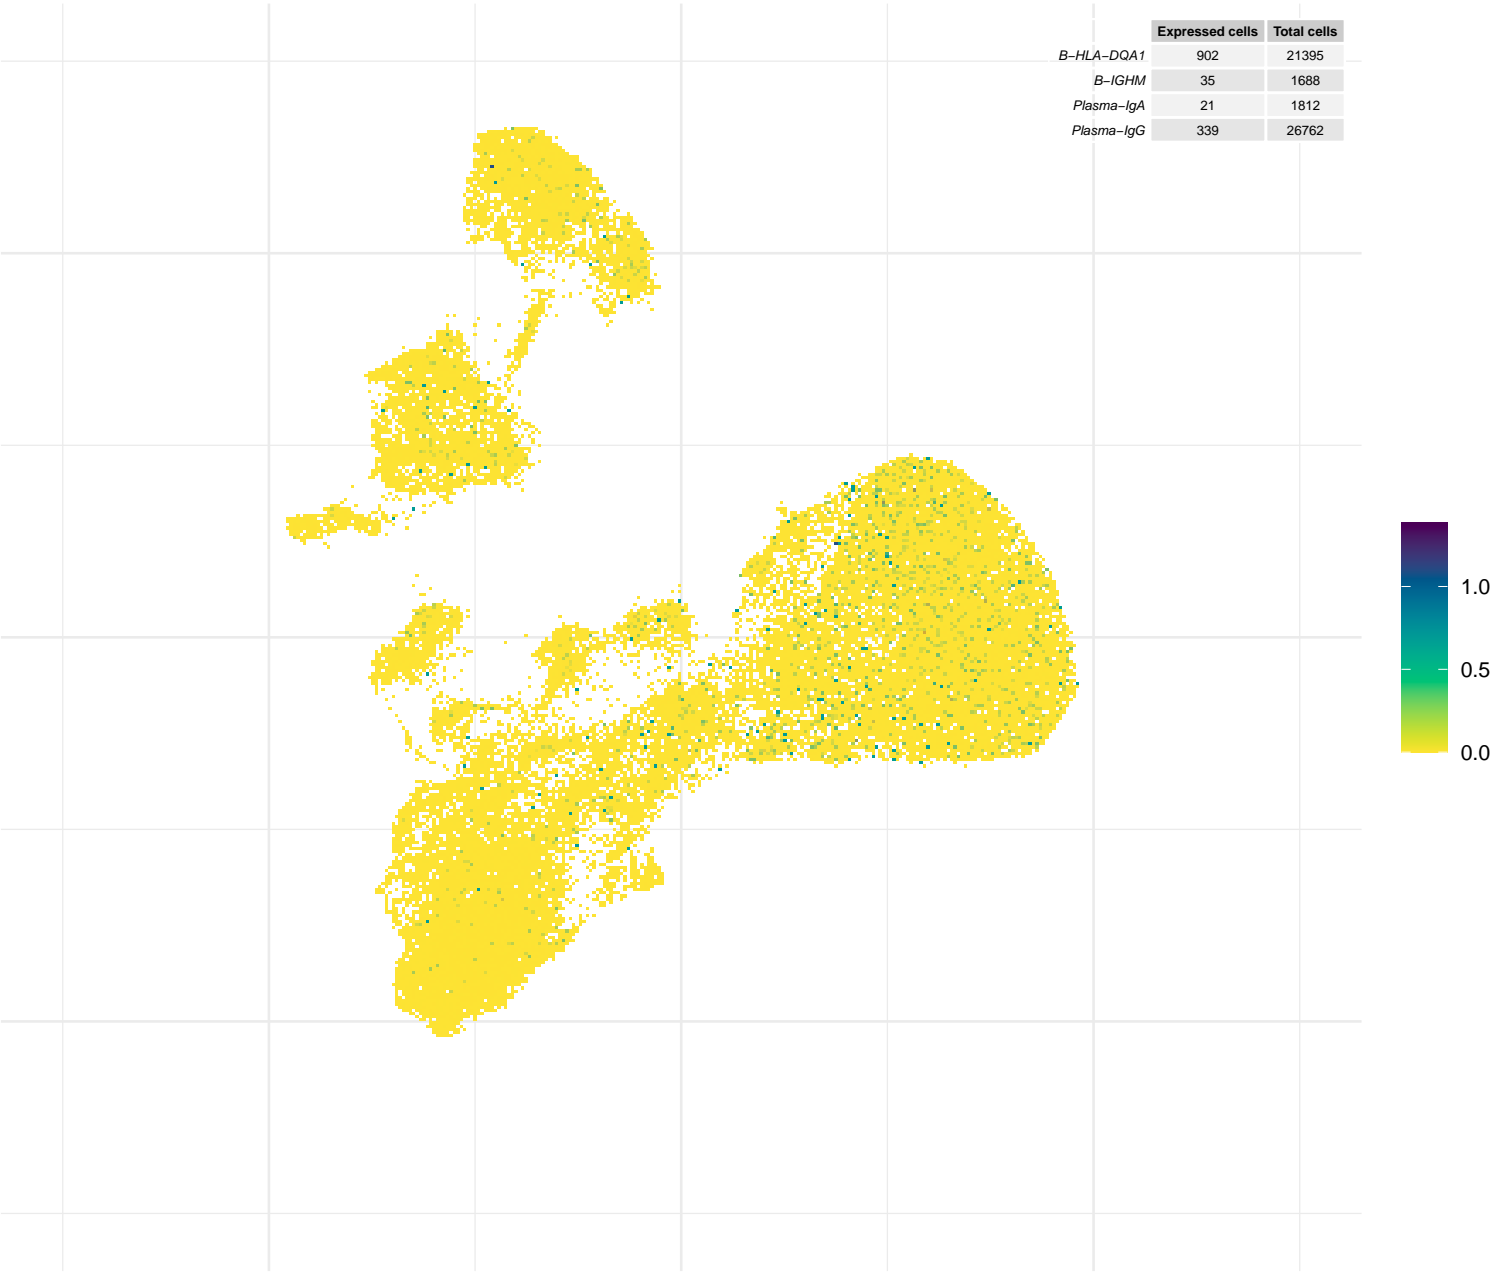 Expressed cells Total cells
B−HLA−DQA1 902 21395
B−IGHM 35 1688
Plasma−IgA 21 1812
Plasma−IgG 339 26762
1.0
0.5
0.0